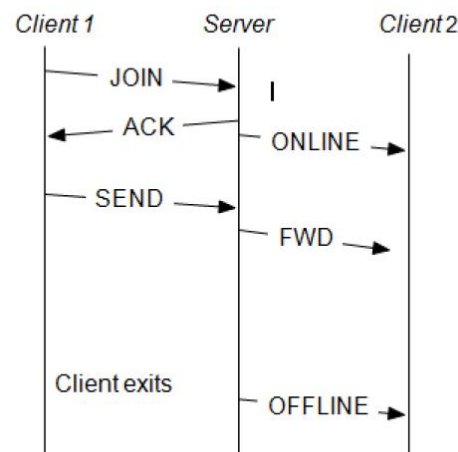 Client 1 Server Client 2
JOIN
ACK
ONLINE
SEND
FWD
Client exits
OFFLINE